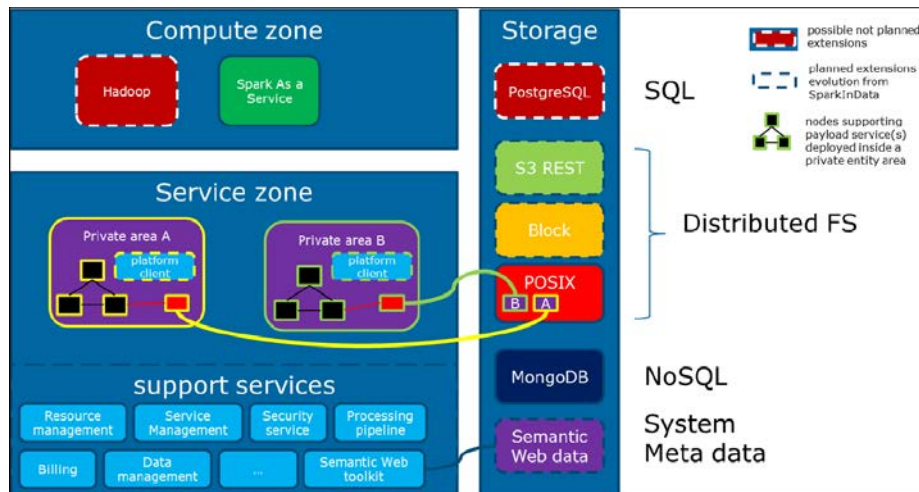 Compute zone
Hadoop
Spark As a
Service
Storage
PostgreSQL
SQL
possible not planned
extensions
planned extensions
evolution from
SparkInData
nodes supporting
payload service(s)
deployed inside a
private entity area
S3 REST
Block
POSIX
B
A
Distributed FS
Service zone
Private area A
platform
client
Private area B
platform
client
MongoDB
NoSQL
Semantic
Web data
System
Meta data
support services
Resource
management
Service
Management
Security
service
Processing
pipeline
Billing
Data
management
...
Semantic Web
toolkit